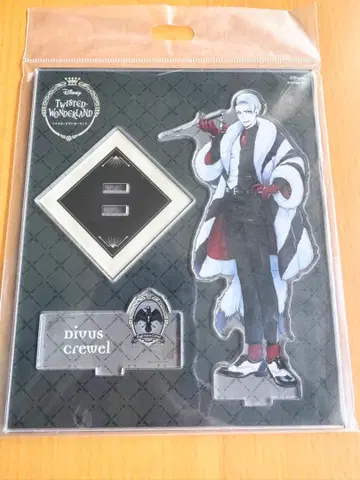 Disney
TWISTED
WONDERLAND
Divus
Crewel